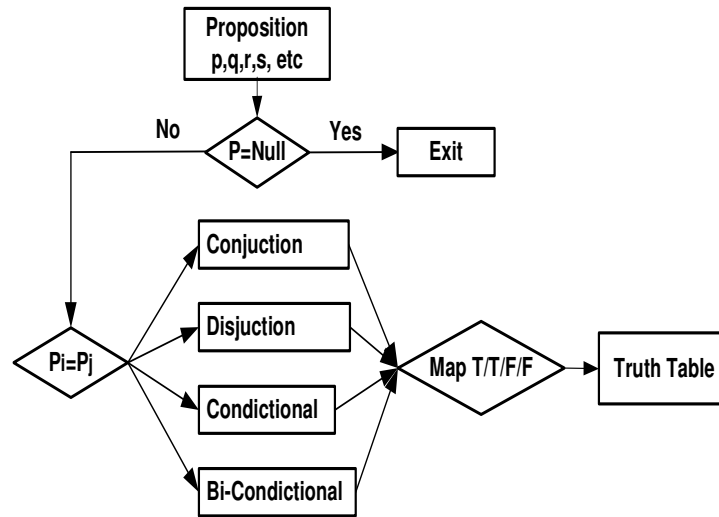 Proposition
p,q,r,s, etc
No
Yes
P=Null
Exit
Conjuction
Disjuction
Pi=Pj
Map T/T/F/F
Truth Table
Condictional
Bi-Condictional